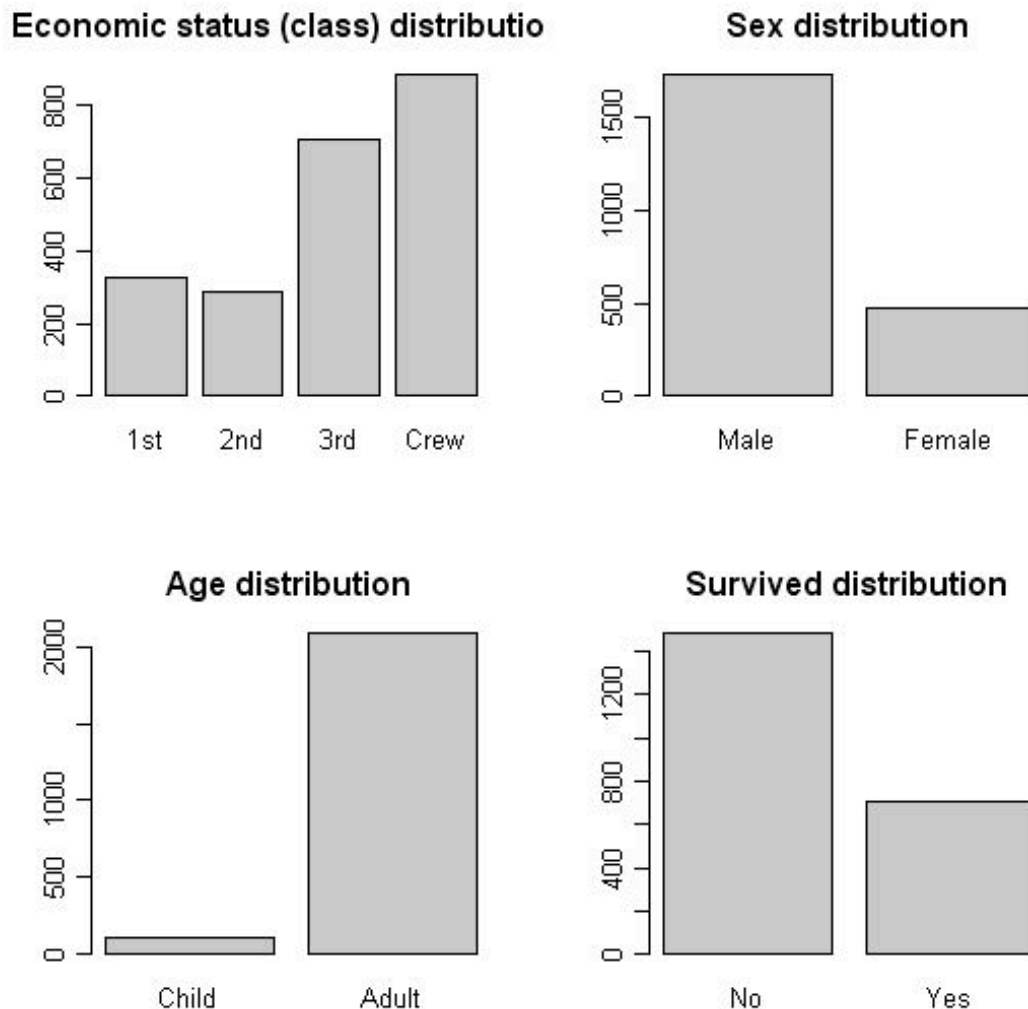 Economic status (class) distributio
800
600
400
200
0
1st 2nd 3rd Crew
Sex distribution
1500
1000
500
0
Male Female
Age distribution
2000
1000
500
0
Child Adult
Survived distribution
1200
800
400
0
No Yes